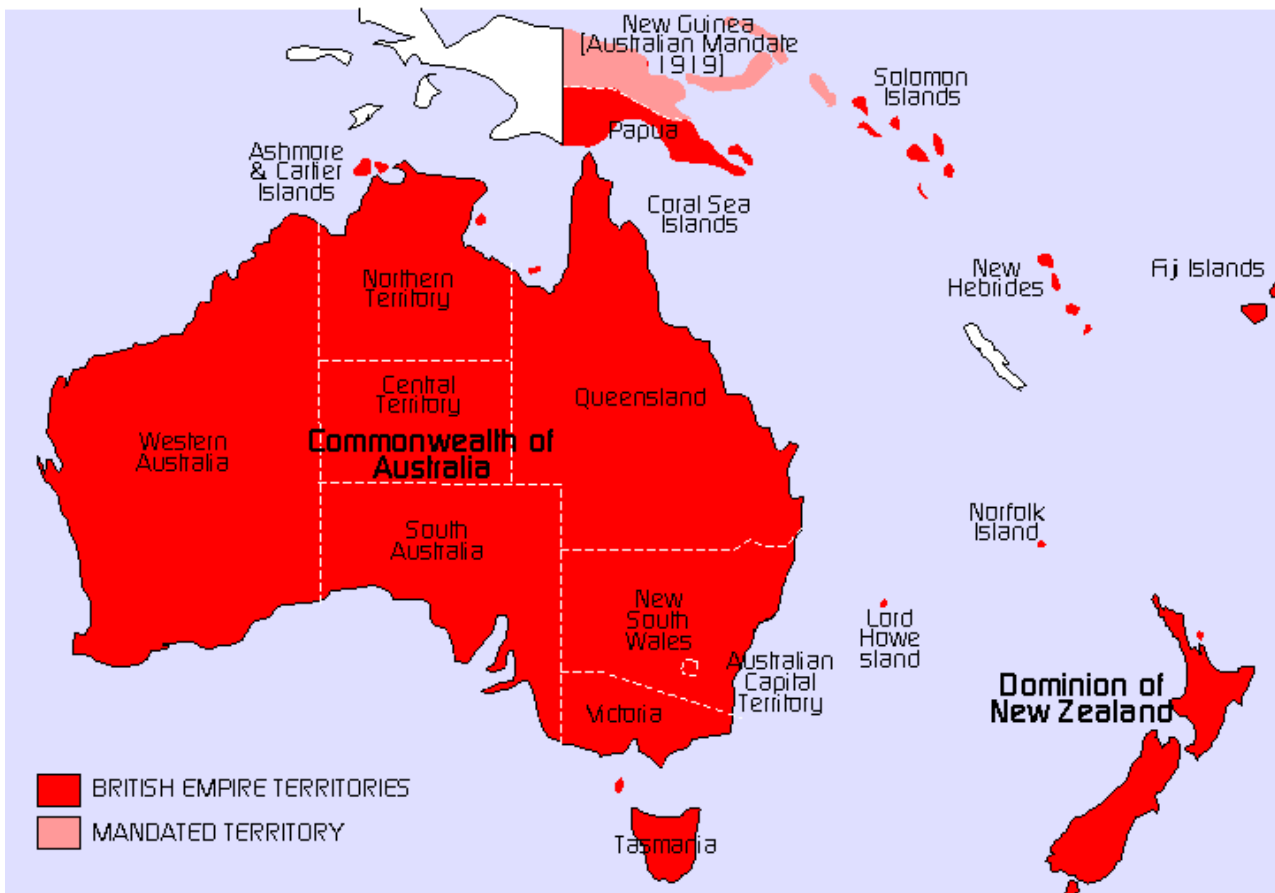 New Guinea
[Australian Mandate
1919]
Solomon
Islands
Papua
Ashmore
& Cartier
Islands
Coral Sea
Islands
Northern
Territory
New
Hebrides
Fiji Islands
Central
Territory
Queensland
Western
Australia
Commonwealth of
Australia
South
Australia
Norfolk
Island
New
South
Wales
Lord
Howe
sland
Australian
Capital
Territory
Dominion of
New Zealand
Victoria
BRITISH EMPIRE TERRITORIES
MANDATED TERRITORY
Tasmania